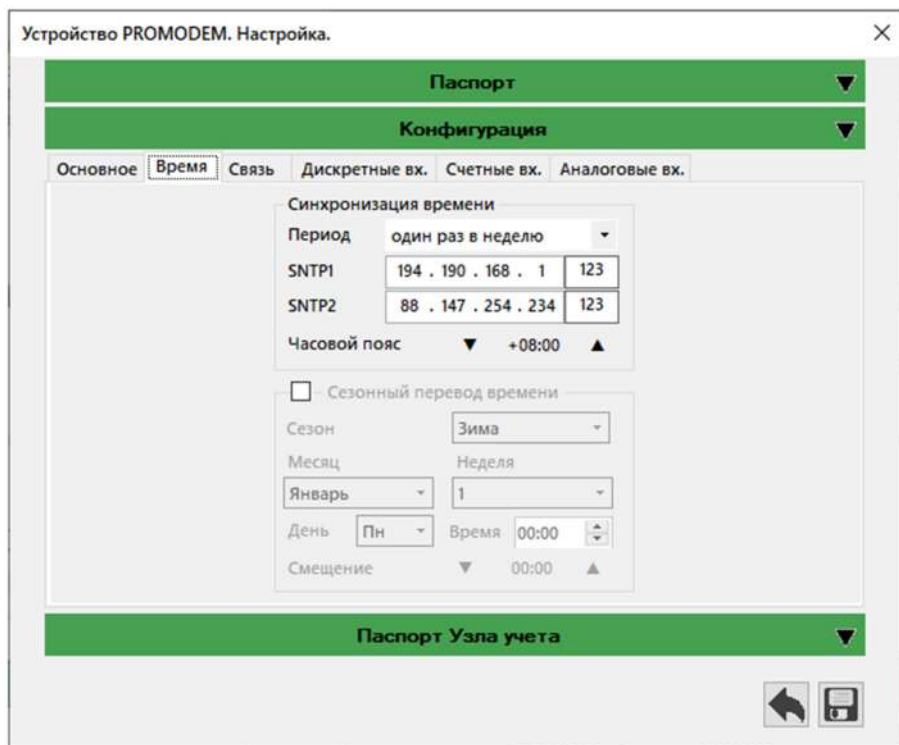 Устройство PROMODEM. Настройка.
Паспорт
Конфигурация
Основное Время Связь Дискретные вх. Счетные вх. Аналоговые вх.
Синхронизация времени
Период один раз в неделю
SNTP1 194 . 190 . 168 . 1 123
SNTP2 88 . 147 . 254 . 234 123
Часовой пояс +08:00
Сезонный перевод времени
Сезон Зима
Месяц Неделя
Январь 1
День Пн Время 00:00
Смещение 00:00
Паспорт Узла учета